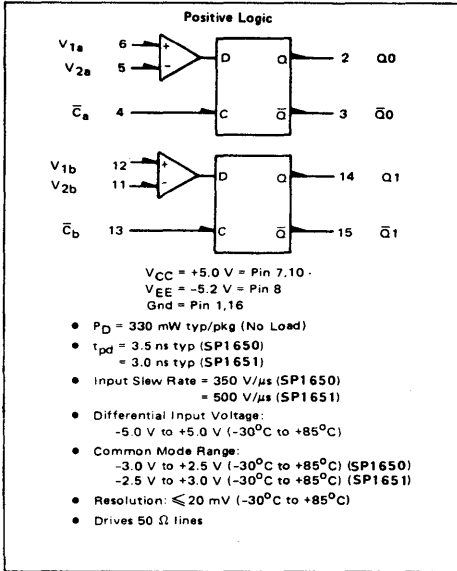 Positive Logic
V1a 6 + D Q 2 Q0
V2a 5 -
C̅a 4 C Q̅ 3 Q̅0
V1b 12 + D Q 14 Q1
V2b 11 -
C̅b 13 C Q̅ 15 Q̅1
VCC = +5.0 V = Pin 7,10
VEE = -5.2 V = Pin 8
Gnd = Pin 1,16
• PD = 330 mW typ/pkg (No Load)
• tpd = 3.5 ns typ (SP1650)
= 3.0 ns typ (SP1651)
• Input Slew Rate = 350 V/μs (SP1650)
= 500 V/μs (SP1651)
• Differential Input Voltage:
-5.0 V to +5.0 V (-30°C to +85°C)
• Common Mode Range:
-3.0 V to +2.5 V (-30°C to +85°C) (SP1650)
-2.5 V to +3.0 V (-30°C to +85°C) (SP1651)
• Resolution: ≤ 20 mV (-30°C to +85°C)
• Drives 50 Ω lines